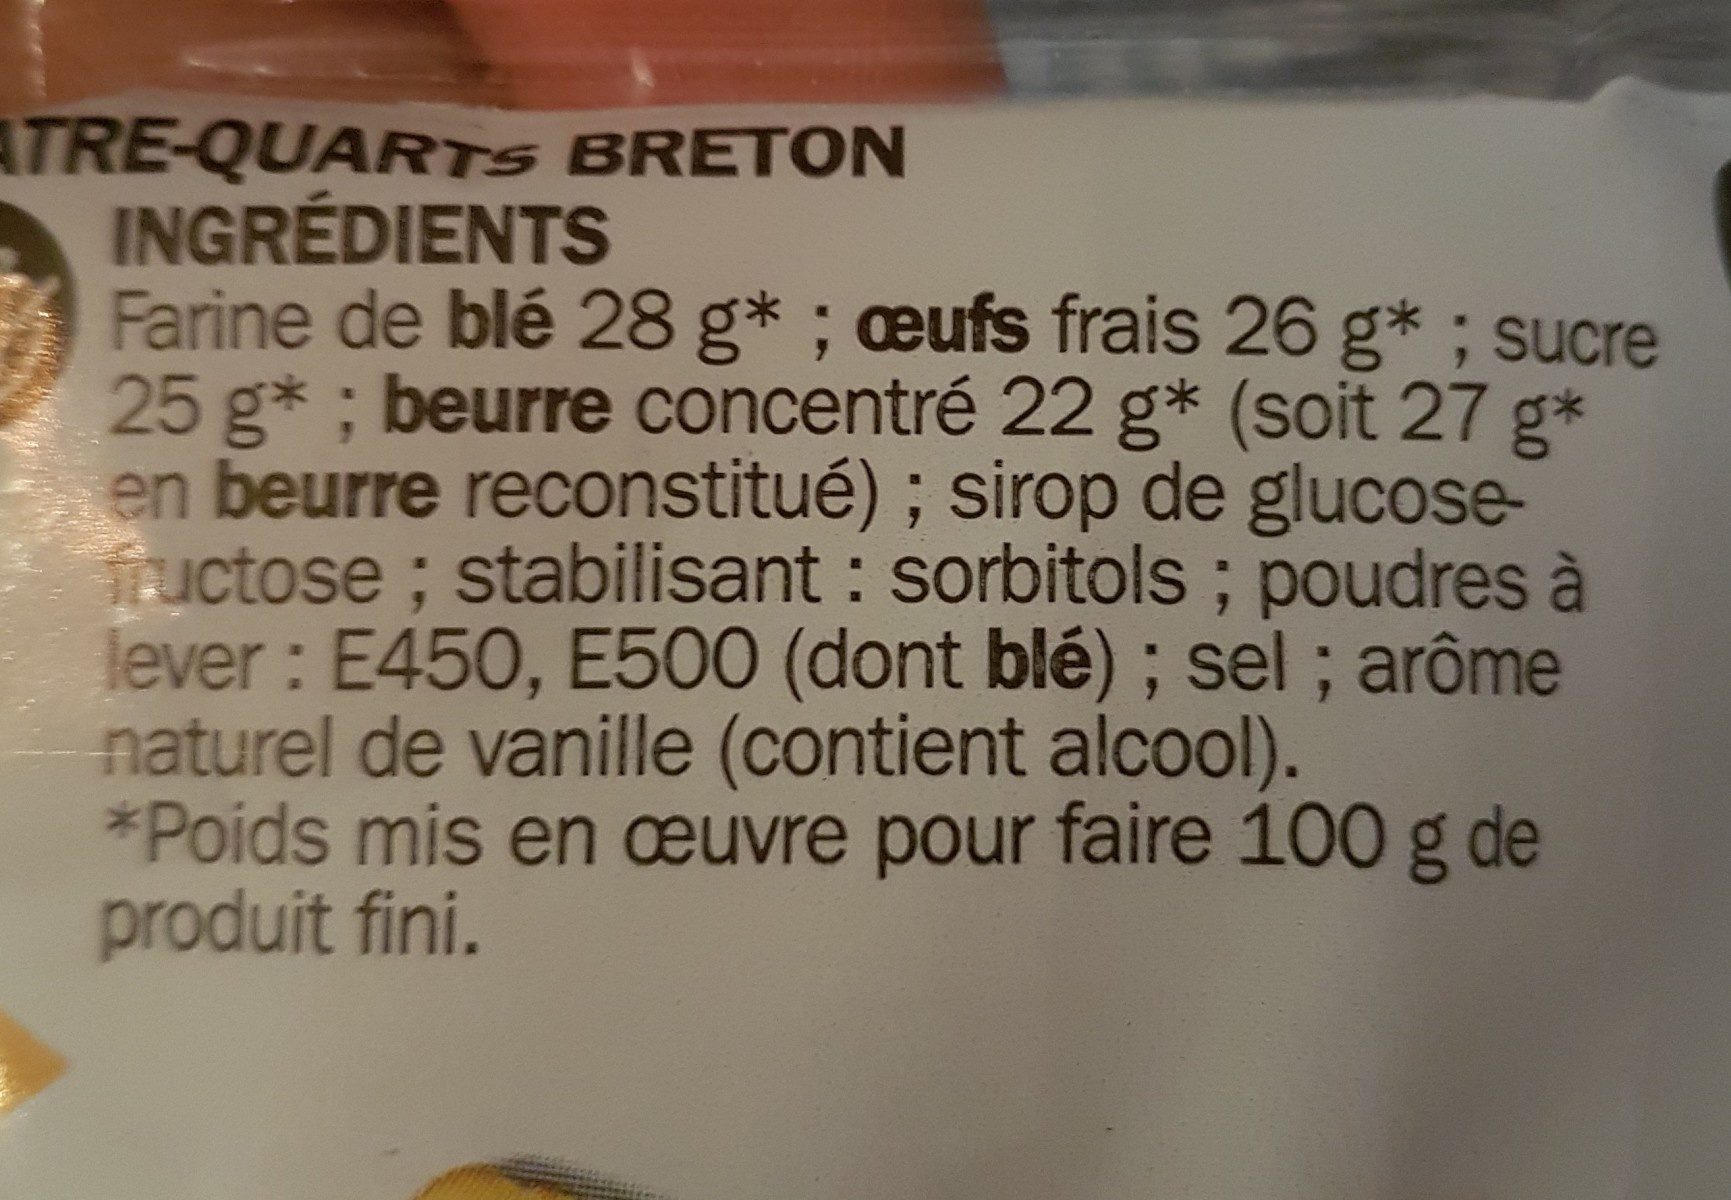 ATRE-QUARTS BRETON
INGRÉDIENTS
Farine de blé 28 g* ; œufs frais 26 g* ; sucre
25 g* ; beurre concentré 22 g* (soit 27 g*
en beurre reconstitué) ; sirop de glucose-
fructose ; stabilisant : sorbitols ; poudres à
lever : E450, E500 (dont blé) ; sel ; arôme
naturel de vanille (contient alcool).
*Poids mis en œuvre pour faire 100 g de
produit fini.